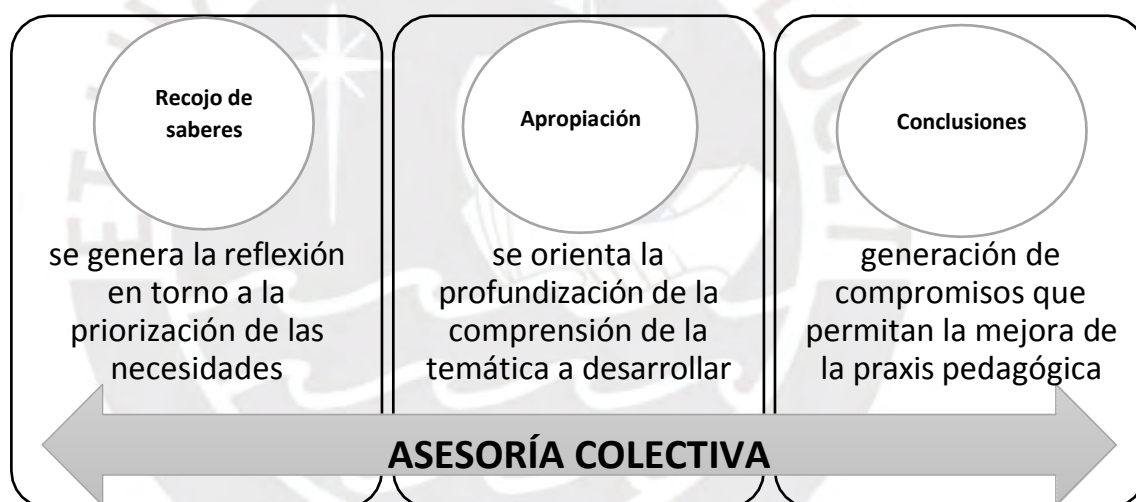 Recojo de
saberes
se genera la reflexión
en torno a la
priorización de las
necesidades
Apropiación
se orienta la
profundización de la
comprensión de la
temática a desarrollar
Conclusiones
generación de
compromisos que
permitan la mejora de
la praxis pedagógica
ASESORÍA COLECTIVA